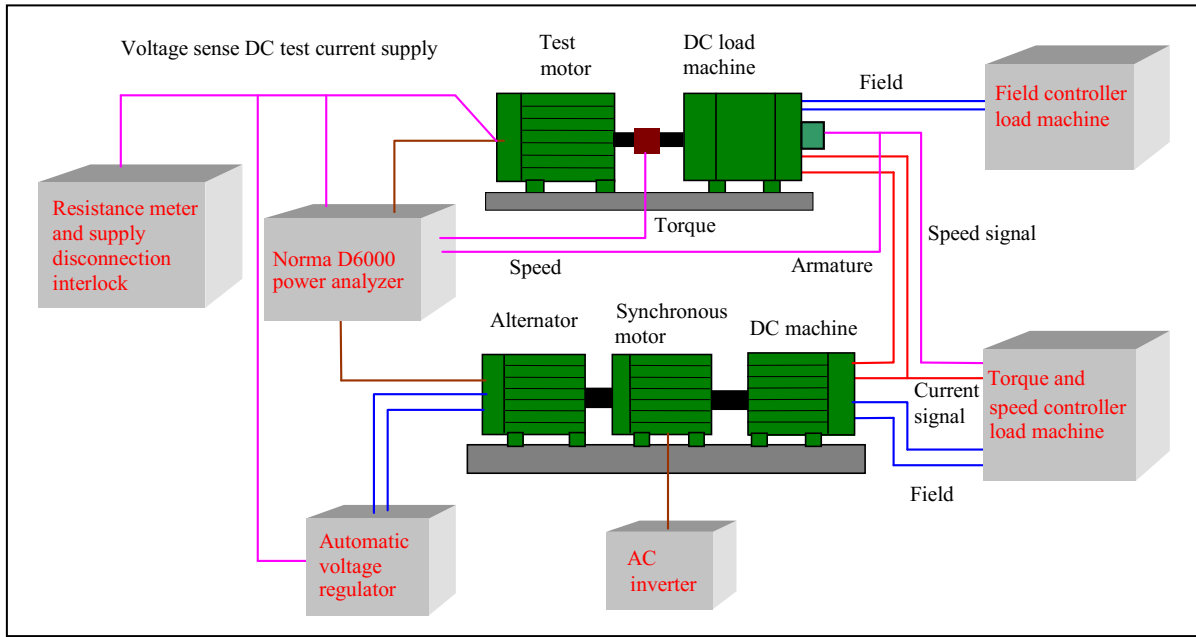 Voltage sense DC test current supply
Test
motor
DC load
machine
Field
Field controller
load machine
Resistance meter
and supply
disconnection
interlock
Norma D6000
power analyzer
Torque
Speed
Armature
Speed signal
Alternator
Synchronous
motor
DC machine
Current
signal
Torque and
speed controller
load machine
Field
Automatic
voltage
regulator
AC
inverter